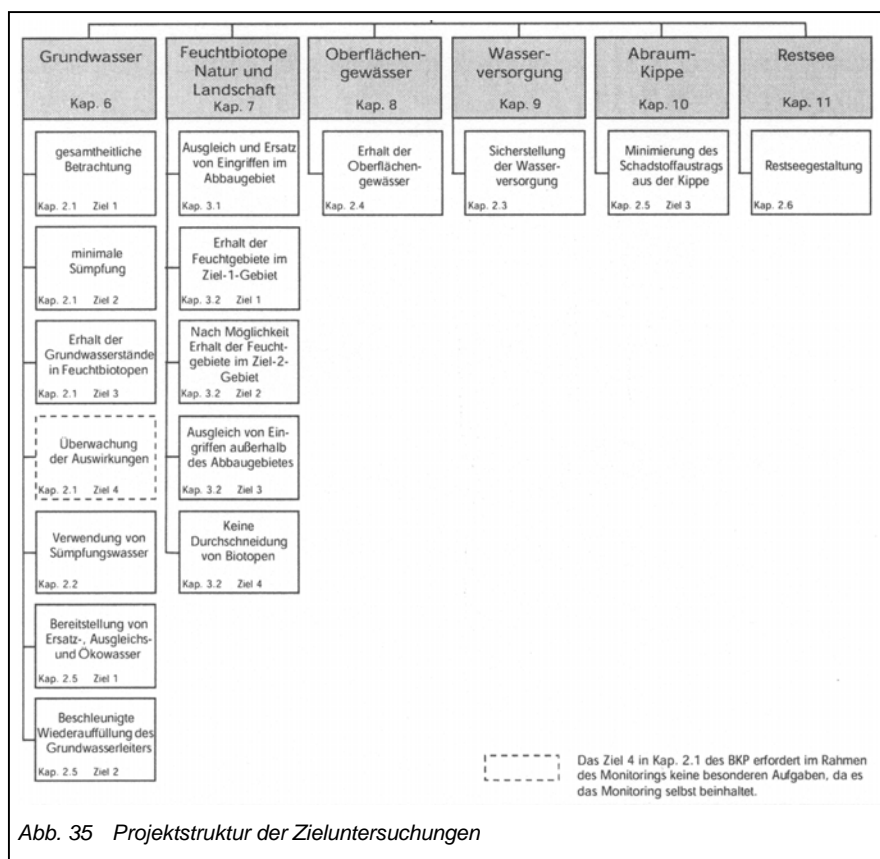 Grundwasser
Kap. 6
gesamtheitliche
Betrachtung
Kap. 2.1 Ziel 1
minimale
Sümpfung
Kap. 2.1 Ziel 2
Erhalt der
Grundwasserstände
in Feuchtbiotopen
Kap. 2.1 Ziel 3
Überwachung
der Auswirkungen
Kap. 2.1 Ziel 4
Verwendung von
Sümpfungswasser
Kap. 2.2
Bereitstellung von
Ersatz-, Ausgleichs-
und Ökowasser
Kap. 2.5 Ziel 1
Beschleunigte
Wiederauffüllung des
Grundwasserleiters
Kap. 2.5 Ziel 2
Feuchtbiotope
Natur und
Landschaft
Kap. 7
Ausgleich und Ersatz
von Eingriffen im
Abbaugebiet
Kap. 3.1
Erhalt der
Feuchtgebiete im
Ziel-1-Gebiet
Kap. 3.2 Ziel 1
Nach Möglichkeit
Erhalt der Feucht-
gebiete im Ziel-2-
Gebiet
Kap. 3.2 Ziel 2
Ausgleich von Ein-
griffen außerhalb
des Abbaugebietes
Kap. 3.2 Ziel 3
Keine
Durchschneidung
von Biotopen
Kap. 3.2 Ziel 4
Oberflächen-
gewässer
Kap. 8
Erhalt der
Oberflächen-
gewässer
Kap. 2.4
Wasser-
versorgung
Kap. 9
Sicherstellung
der Wasser-
versorgung
Kap. 2.3
Abraum-
Kippe
Kap. 10
Minimierung des
Schadstoffaustrags
aus der Kippe
Kap. 2.5 Ziel 3
Restsee
Kap. 11
Restseegestaltung
Kap. 2.6
Das Ziel 4 in Kap. 2.1 des BKP erfordert im Rahmen
des Monitorings keine besonderen Aufgaben, da es
das Monitoring selbst beinhaltet.
Abb. 35 Projektstruktur der Zieluntersuchungen